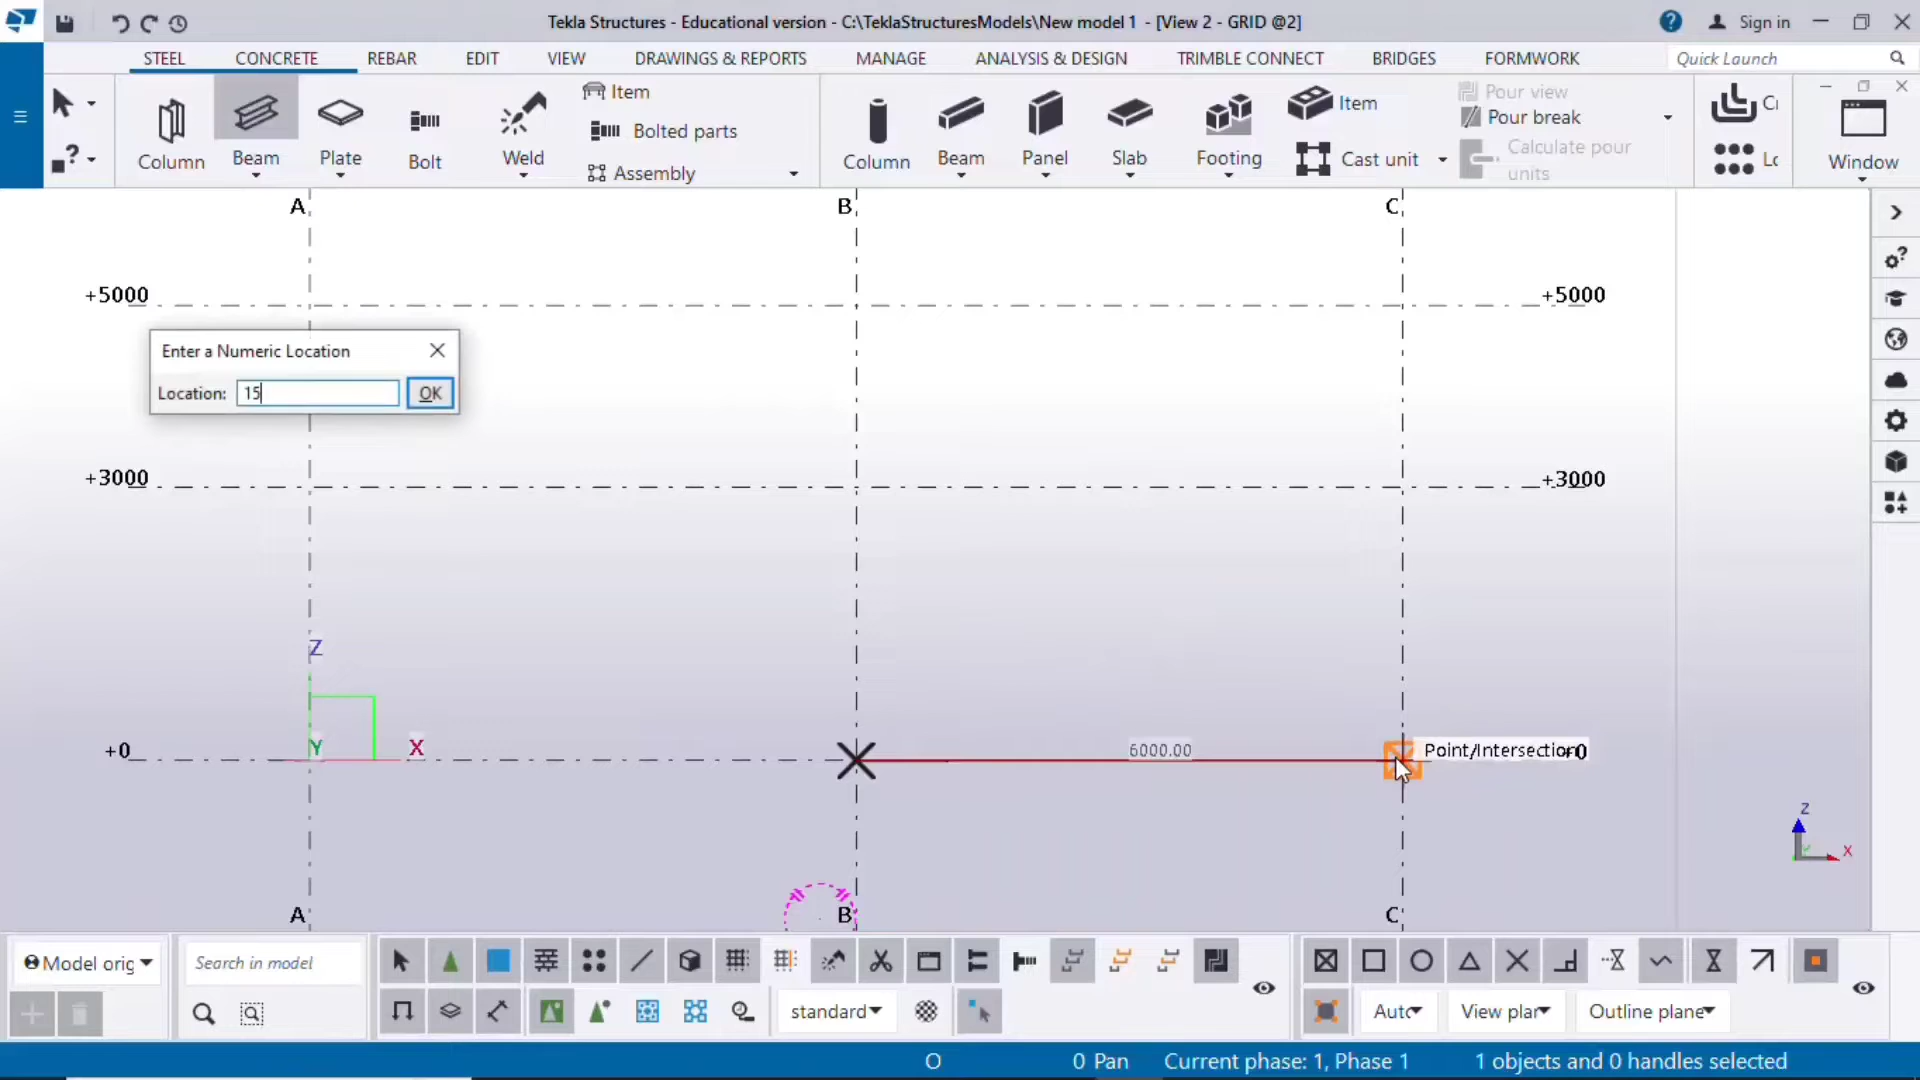 Tekla Structures - Educational version - C:\TeklaStructuresModels\New model 1 - [View 2 - GRID @2]
? Sign in
STEEL CONCRETE REBAR EDIT VIEW DRAWINGS & REPORTS MANAGE ANALYSIS & DESIGN TRIMBLE CONNECT BRIDGES FORMWORK Quick Launch
Column Beam Plate Bolt Weld
Item
Bolted parts
Assembly
Column Beam Panel Slab Footing
Item
Cast unit
Pour view
Pour break
Calculate pour
units
Window
A B C
+5000 +5000
Enter a Numeric Location
Location: 15 OK
+3000 +3000
Z
Y X
+0
6000.00
Point/Intersection
+0
Z
X
A B C
Model orig
Search in model
standard
Aut
View plan
Outline plane
O 0 Pan Current phase: 1, Phase 1 1 objects and 0 handles selected